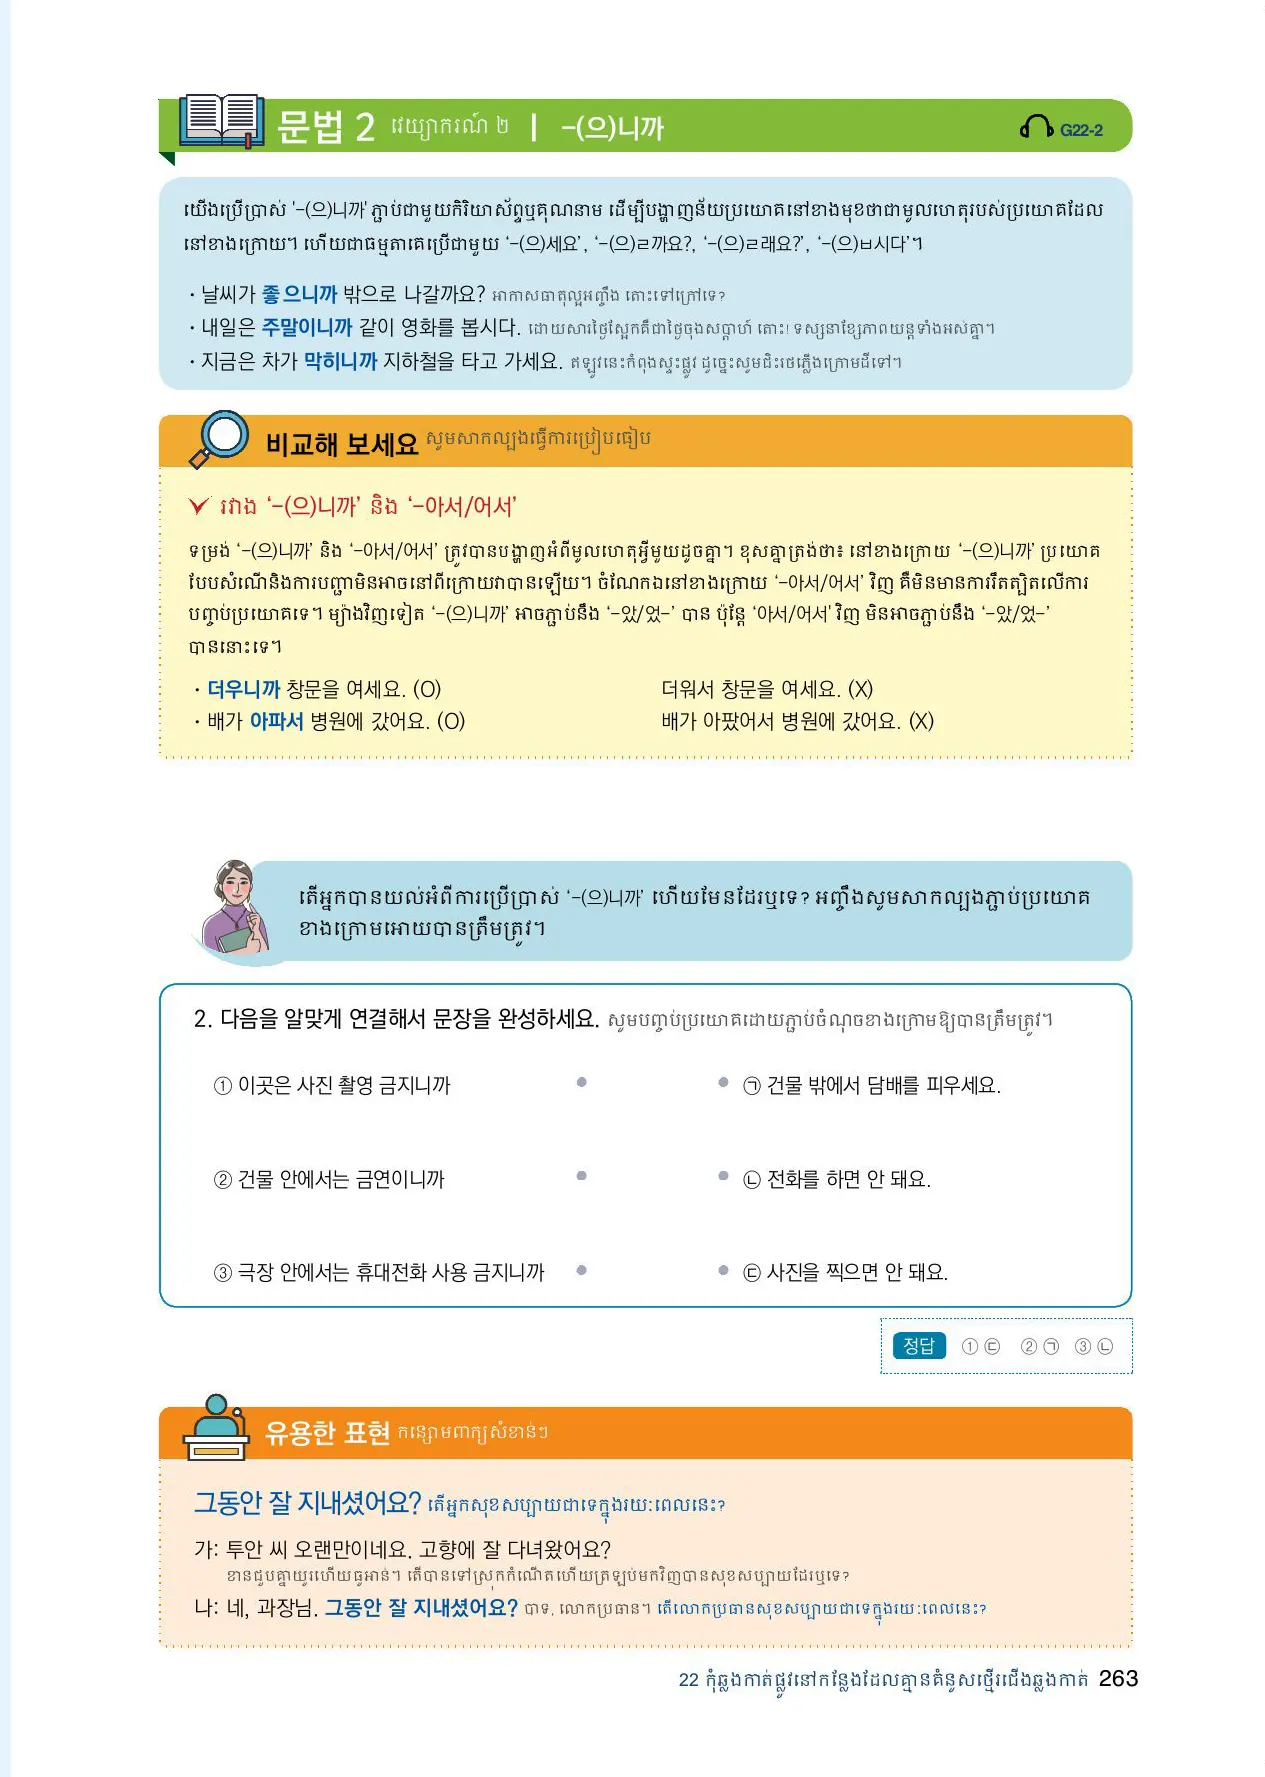 문법 2 វេយ្យាករណ៍ ២ | -(으)니까 G22-2
យើងប្រើប្រាស់ '-(으)니까' ភ្ជាប់ជាមួយកិរិយាស័ព្ទឬគុណនាម ដើម្បីបង្ហាញន័យប្រយោគនៅខាងមុខថាជាមូលហេតុរបស់ប្រយោគដែល
នៅខាងក្រោយ។ ហើយជាធម្មតាគេប្រើជាមួយ ‘-(으)세요’, ‘-(으)ㄹ까요?, ‘-(으)ㄹ래요?’, ‘-(으)ㅂ시다’។
· 날씨가 좋으니까 밖으로 나갈까요? អាកាសធាតុល្អអញ្ចឹង តោះទៅក្រៅទេ?
· 내일은 주말이니까 같이 영화를 봅시다. ដោយសារថ្ងៃស្អែកគឺជាថ្ងៃចុងសប្តាហ៍ តោះ! ទស្សនាខ្សែភាពយន្តទាំងអស់គ្នា។
· 지금은 차가 막히니까 지하철을 타고 가세요. ឥឡូវនេះកំពុងស្ទះផ្លូវ ដូច្នេះសូមជិះរថភ្លើងក្រោមដីទៅ។
비교해 보세요 សូមសាកល្បងធ្វើការប្រៀបធៀប
រវាង ‘-(으)니까’ និង ‘-아서/어서’
ទម្រង់ ‘-(으)니까’ និង ‘-아서/어서’ ត្រូវបានបង្ហាញអំពីមូលហេតុអ្វីមួយដូចគ្នា។ ខុសគ្នាត្រង់ថា៖ នៅខាងក្រោយ ‘-(으)니까’ ប្រយោគ
បែបសំណើនិងការបញ្ជាមិនអាចនៅពីក្រោយវាបានឡើយ។ ចំណែកឯនៅខាងក្រោយ ‘-아서/어서’ វិញ គឺមិនមានការរឹតត្បិតលើការ
បញ្ចប់ប្រយោគទេ។ ម្យ៉ាងវិញទៀត ‘-(으)니까’ អាចភ្ជាប់នឹង ‘-았/었-’ បាន ប៉ុន្តែ ‘아서/어서' វិញ មិនអាចភ្ជាប់នឹង ‘-았/었-’
បាននោះទេ។
· 더우니까 창문을 여세요. (O) 더워서 창문을 여세요. (X)
· 배가 아파서 병원에 갔어요. (O) 배가 아팠어서 병원에 갔어요. (X)
តើអ្នកបានយល់អំពីការប្រើប្រាស់ ‘-(으)니까’ ហើយមែនដែរឬទេ? អញ្ចឹងសូមសាកល្បងភ្ជាប់ប្រយោគ
ខាងក្រោមអោយបានត្រឹមត្រូវ។
2. 다음을 알맞게 연결해서 문장을 완성하세요. សូមបញ្ចប់ប្រយោគដោយភ្ជាប់ចំណុចខាងក្រោមឱ្យបានត្រឹមត្រូវ។
① 이곳은 사진 촬영 금지니까 • • ㉠ 건물 밖에서 담배를 피우세요.
② 건물 안에서는 금연이니까 • • ㉡ 전화를 하면 안 돼요.
③ 극장 안에서는 휴대전화 사용 금지니까 • • ㉢ 사진을 찍으면 안 돼요.
정답 ① ㉢ ② ㉠ ③ ㉡
유용한 표현 កន្សោមពាក្យសំខាន់ៗ
그동안 잘 지내셨어요? តើអ្នកសុខសប្បាយជាទេក្នុងរយៈពេលនេះ?
가: 투안 씨 오랜만이네요. 고향에 잘 다녀왔어요?
ខានជួបគ្នាយូរហើយធូអាន់។ តើបានទៅស្រុកកំណើតហើយត្រឡប់មកវិញបានសុខសប្បាយដែរឬទេ?
나: 네, 과장님. 그동안 잘 지내셨어요? បាទ, លោកប្រធាន។ តើលោកប្រធានសុខសប្បាយជាទេក្នុងរយៈពេលនេះ?
22 កុំឆ្លងកាត់ផ្លូវនៅកន្លែងដែលគ្មានគំនូសថ្មើរជើងឆ្លងកាត់ 263